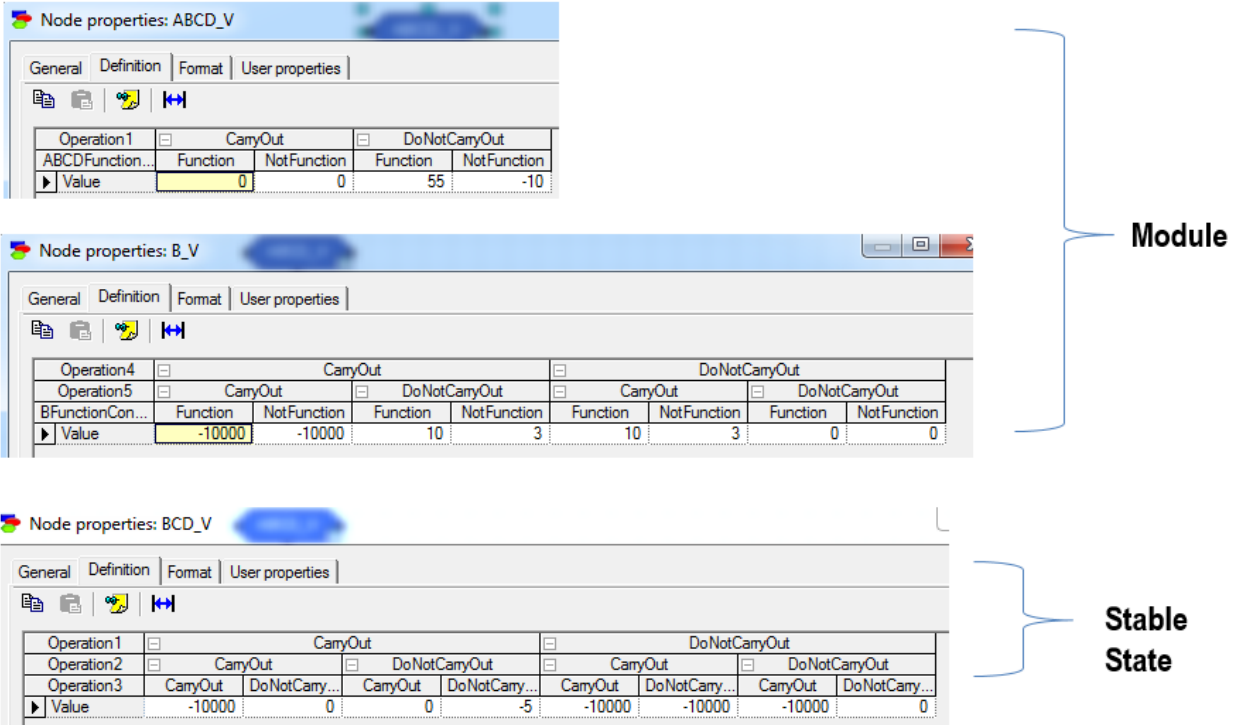 Node properties: ABCD_V
General Definition Format User properties
Operation1 CarryOut DoNotCarryOut
ABCDFunction... Function NotFunction Function NotFunction
Value 0 0 55 -10
Module
Node properties: B_V
General Definition Format User properties
Operation4 CarryOut DoNotCarryOut
Operation5 CarryOut DoNotCarryOut CarryOut DoNotCarryOut
BFunctionCon... Function NotFunction Function NotFunction Function NotFunction Function NotFunction
Value -10000 -10000 10 3 10 3 0 0
Node properties: BCD_V
General Definition Format User properties
Stable
State
Operation1 CarryOut DoNotCarryOut
Operation2 CarryOut DoNotCarryOut CarryOut DoNotCarryOut
Operation3 CarryOut DoNotCarry... CarryOut DoNotCarry... CarryOut DoNotCarry... CarryOut DoNotCarry...
Value -10000 0 0 -5 -10000 -10000 -10000 0